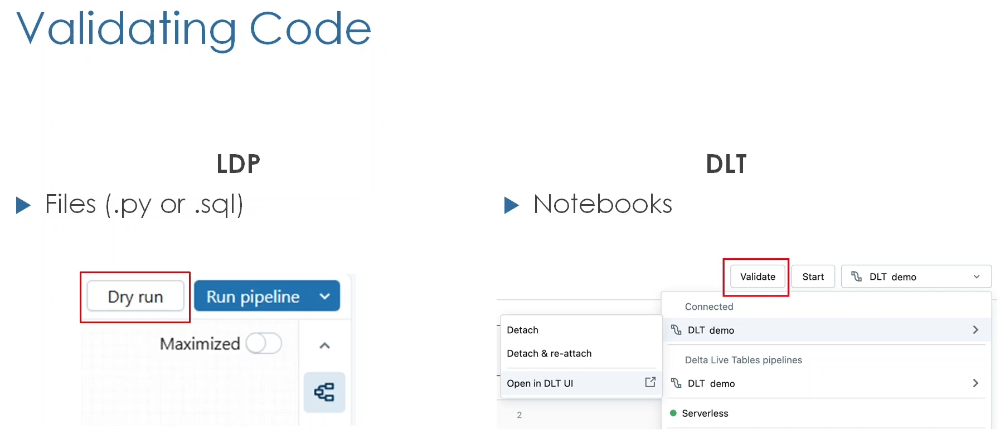 Validating Code
LDP
Files (.py or .sql)
Dry run
Run pipeline
Maximized
DLT
Notebooks
Validate
Start
DLT demo
Connected
DLT demo
Delta Live Tables pipelines
DLT demo
Serverless
Detach
Detach & re-attach
Open in DLT UI
2